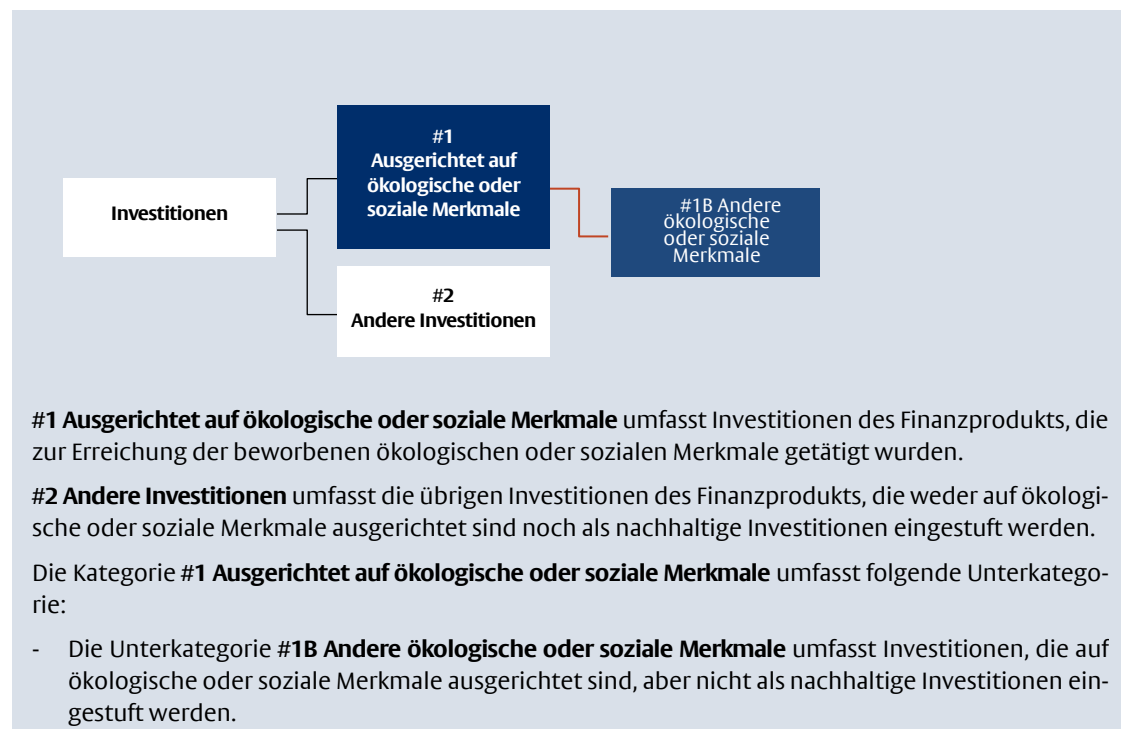 #1
Ausgerichtet auf
ökologische oder
soziale Merkmale
Investitionen
#1B Andere
ökologische
oder soziale
Merkmale
#2
Andere Investitionen
#1 Ausgerichtet auf ökologische oder soziale Merkmale umfasst Investitionen des Finanzprodukts, die
zur Erreichung der beworbenen ökologischen oder sozialen Merkmale getätigt wurden.
#2 Andere Investitionen umfasst die übrigen Investitionen des Finanzprodukts, die weder auf ökologi-
sche oder soziale Merkmale ausgerichtet sind noch als nachhaltige Investitionen eingestuft werden.
Die Kategorie #1 Ausgerichtet auf ökologische oder soziale Merkmale umfasst folgende Unterkatego-
rie:
- Die Unterkategorie #1B Andere ökologische oder soziale Merkmale umfasst Investitionen, die auf
ökologische oder soziale Merkmale ausgerichtet sind, aber nicht als nachhaltige Investitionen ein-
gestuft werden.